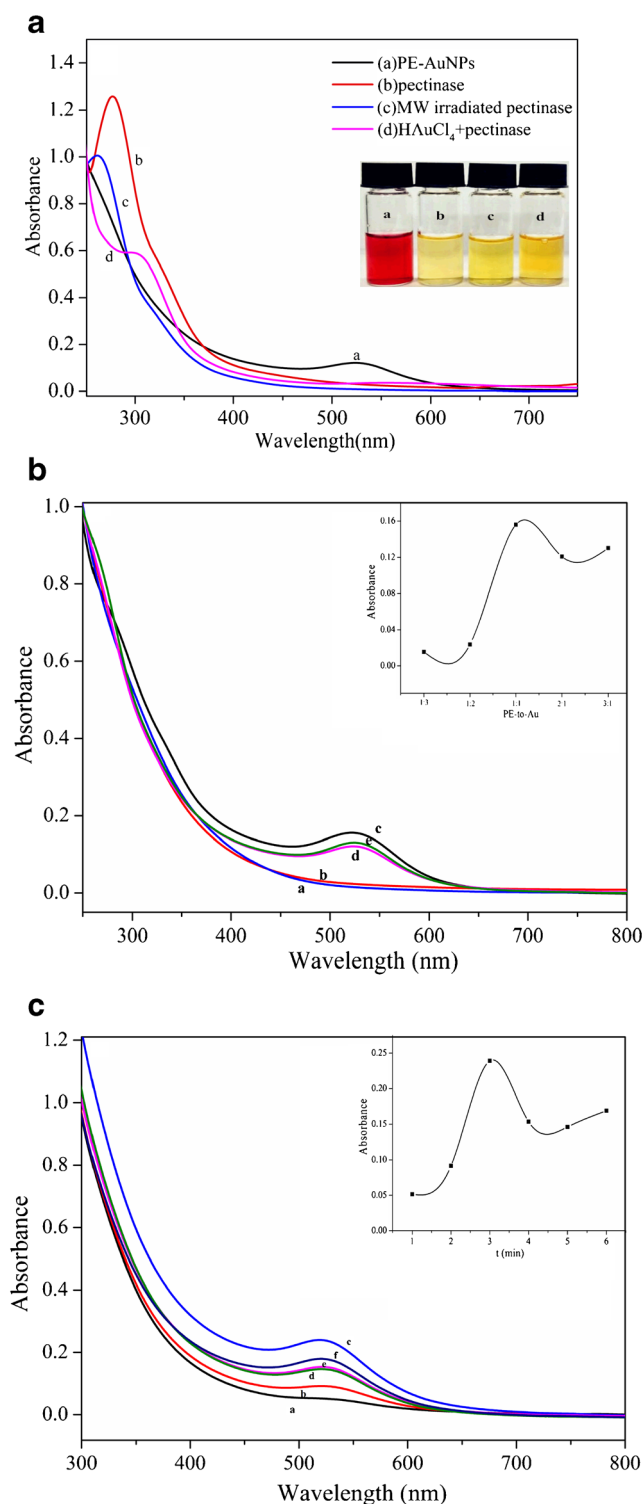 a
1.4
1.2
1.0
0.8
0.6
0.4
0.2
0.0
Absorbance
(a)PE-AuNPs
(b)pectinase
(c)MW irradiated pectinase
(d)HAuCl4+pectinase
a
b
c
d
b
c
d
a
300
400
500
600
700
Wavelength(nm)
b
1.0
0.8
0.6
0.4
0.2
0.0
Absorbance
0.16
0.12
0.04
0.00
Absorbance
1:3
1:2
1:1
2:1
3:1
PE-to-Au
c
e
d
b
a
300
400
500
600
700
800
Wavelength (nm)
c
1.2
1.0
0.8
0.6
0.4
0.2
0.0
Absorbance
0.25
0.20
0.15
0.10
0.05
0.00
Absorbance
1
2
3
4
5
6
t (min)
c
f
e
d
b
a
300
400
500
600
700
800
Wavelength (nm)